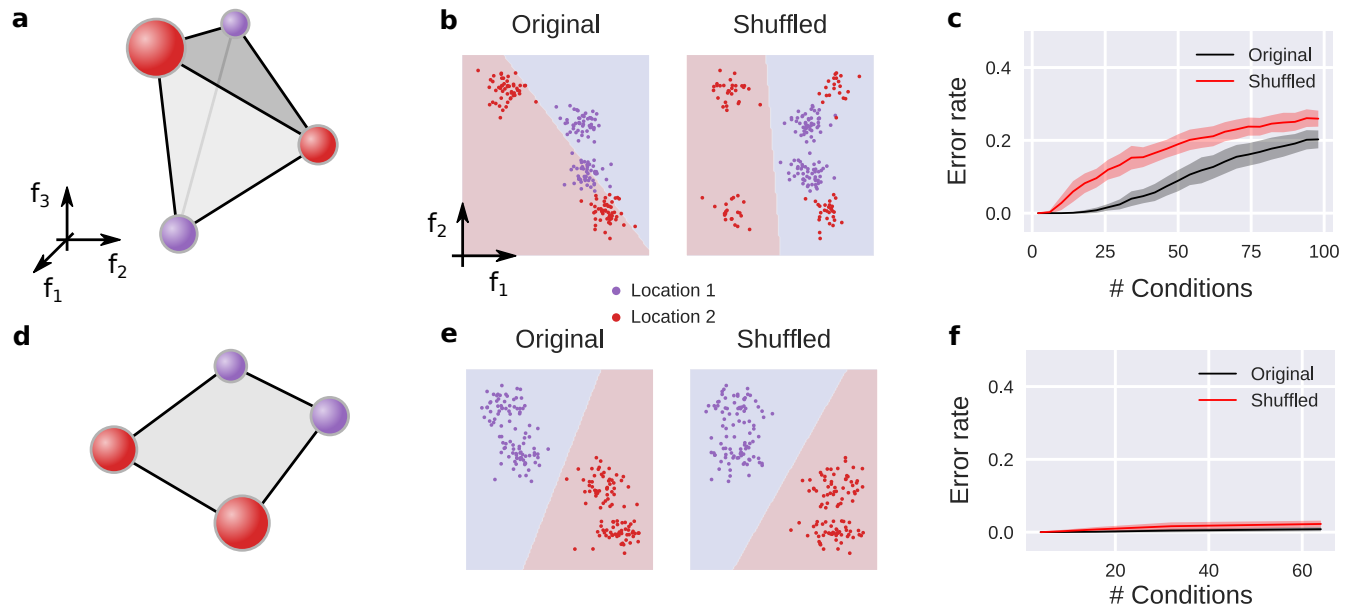 a
f3
f2
f1
b
Original
Shuffled
f2
f1
Location 1
Location 2
c
Original
Shuffled
Error rate
0.4
0.2
0.0
0
25
50
75
100
# Conditions
d
e
Original
Shuffled
f
Original
Shuffled
Error rate
0.4
0.2
0.0
20
40
60
# Conditions